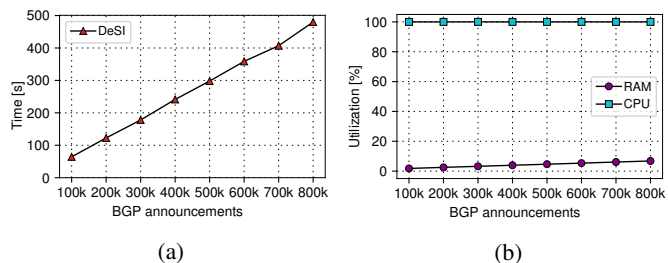 500
400
300
200
100
0
Time [s]
DeSI
100k 200k 300k 400k 500k 600k 700k 800k
BGP announcements
(a)
100
80
60
40
20
0
Utilization [%]
RAM
CPU
100k 200k 300k 400k 500k 600k 700k 800k
BGP announcements
(b)